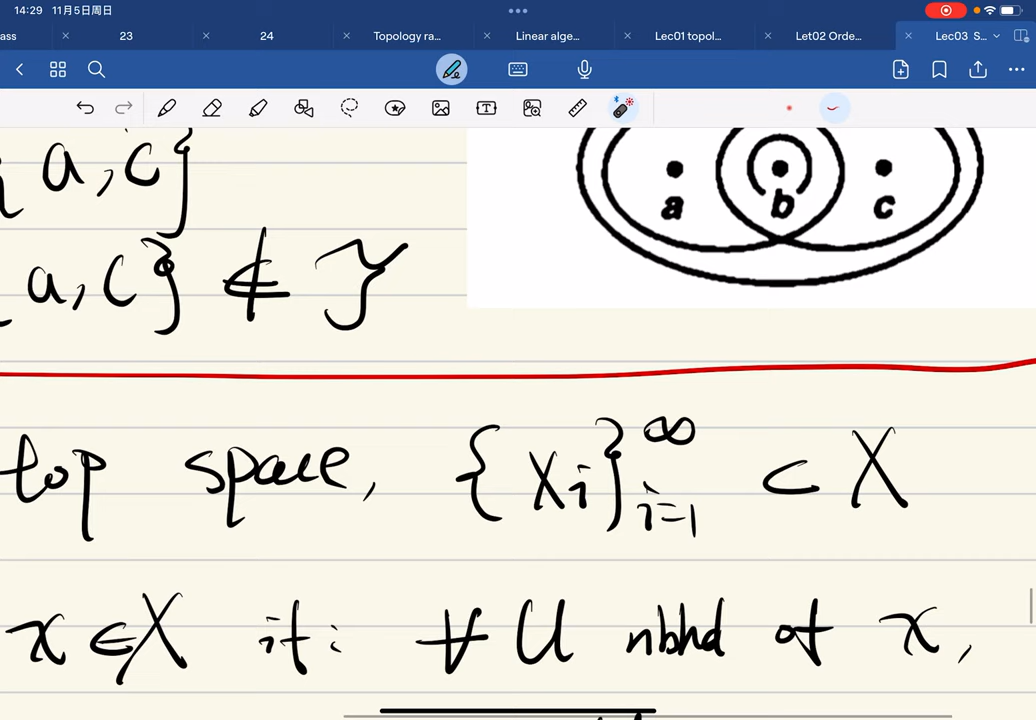 14:29 11月5日周日
ass 23 24 Topology ra... Linear alge... Lec01 topol... Let02 Orde... Lec03 S...
{a,c}
a b c
{a,c} ∉ 𝒯
top space, {Xi}∞i=1 ⊂ X
x ∈ X if: ∀ U nbhd of x,